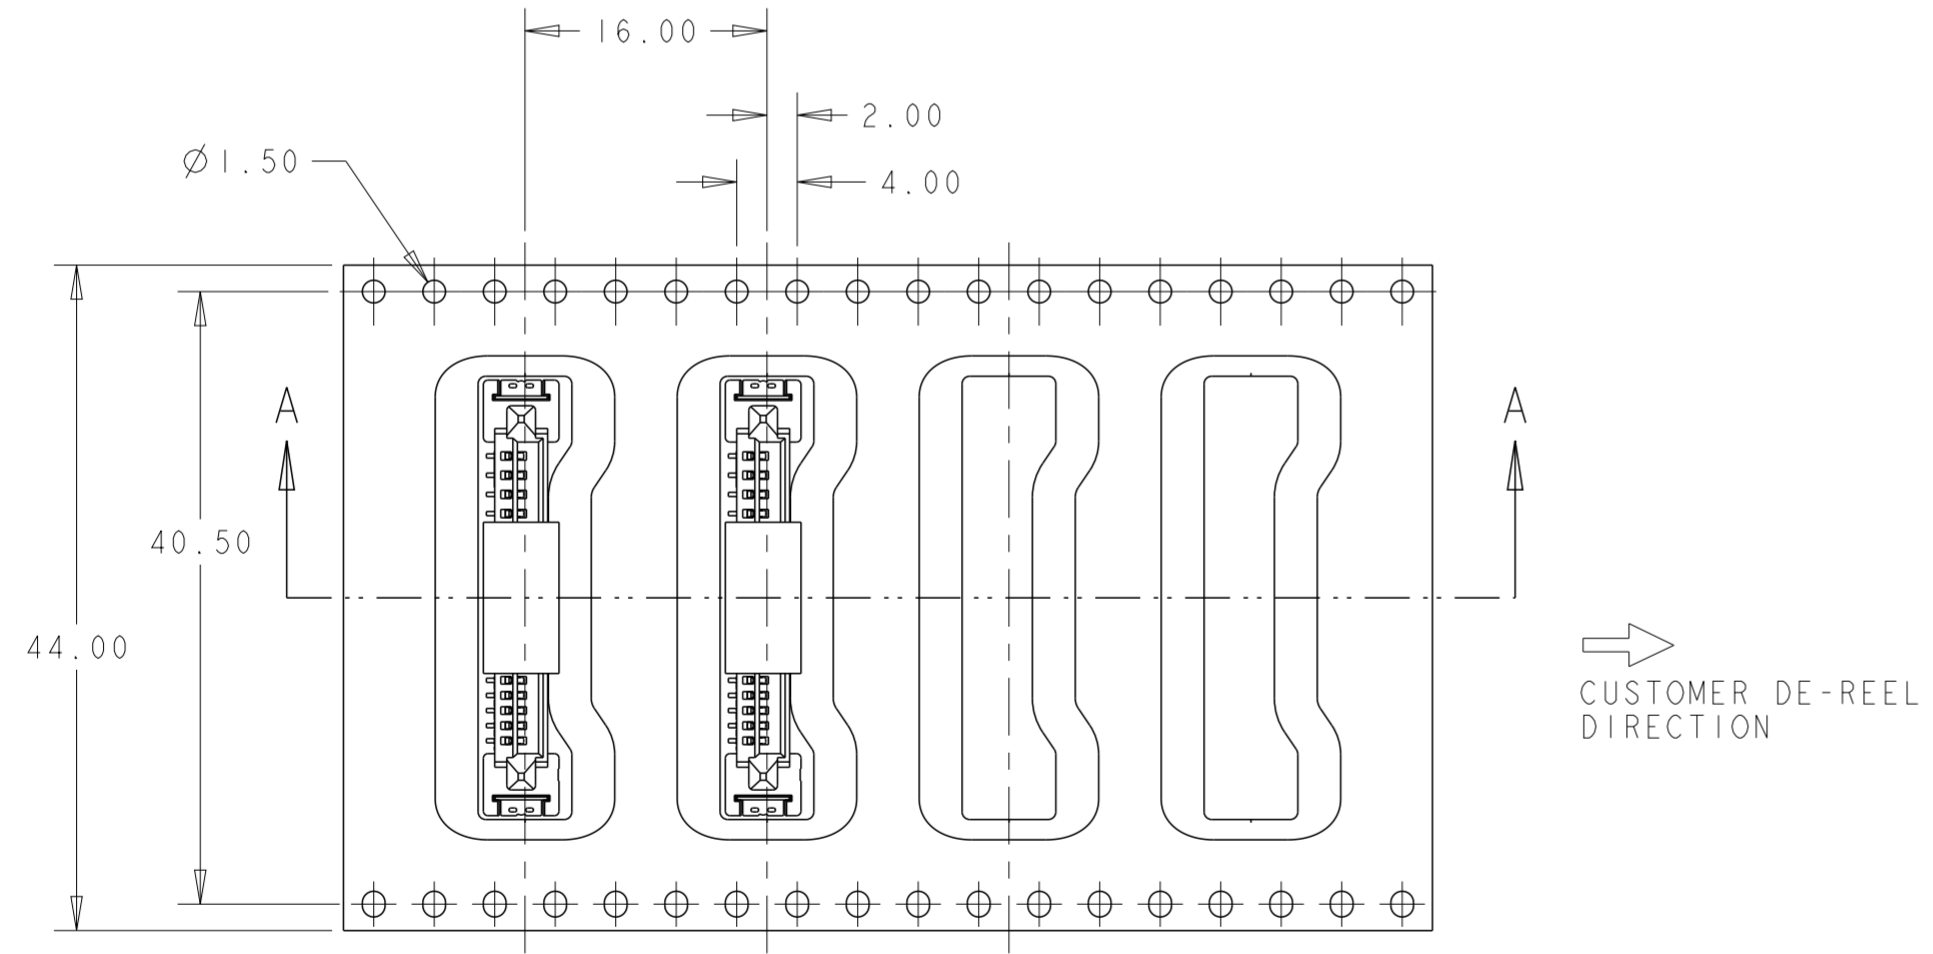 16.00
2.00
Ø1.50
4.00
A
A
40.50
44.00
CUSTOMER DE-REEL
DIRECTION